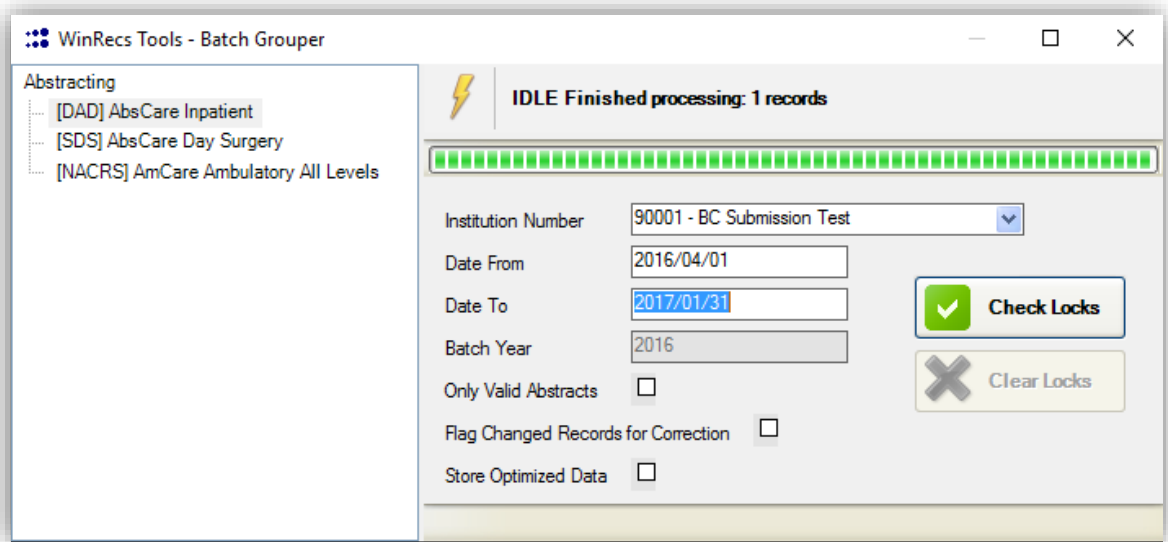 WinRecs Tools - Batch Grouper
Abstracting
[DAD] AbsCare Inpatient
[SDS] AbsCare Day Surgery
[NACRS] AmCare Ambulatory All Levels
IDLE Finished processing: 1 records
Institution Number 90001 - BC Submission Test
Date From 2016/04/01
Date To 2017/01/31
Batch Year 2016
Only Valid Abstracts
Flag Changed Records for Correction
Store Optimized Data
Check Locks
Clear Locks